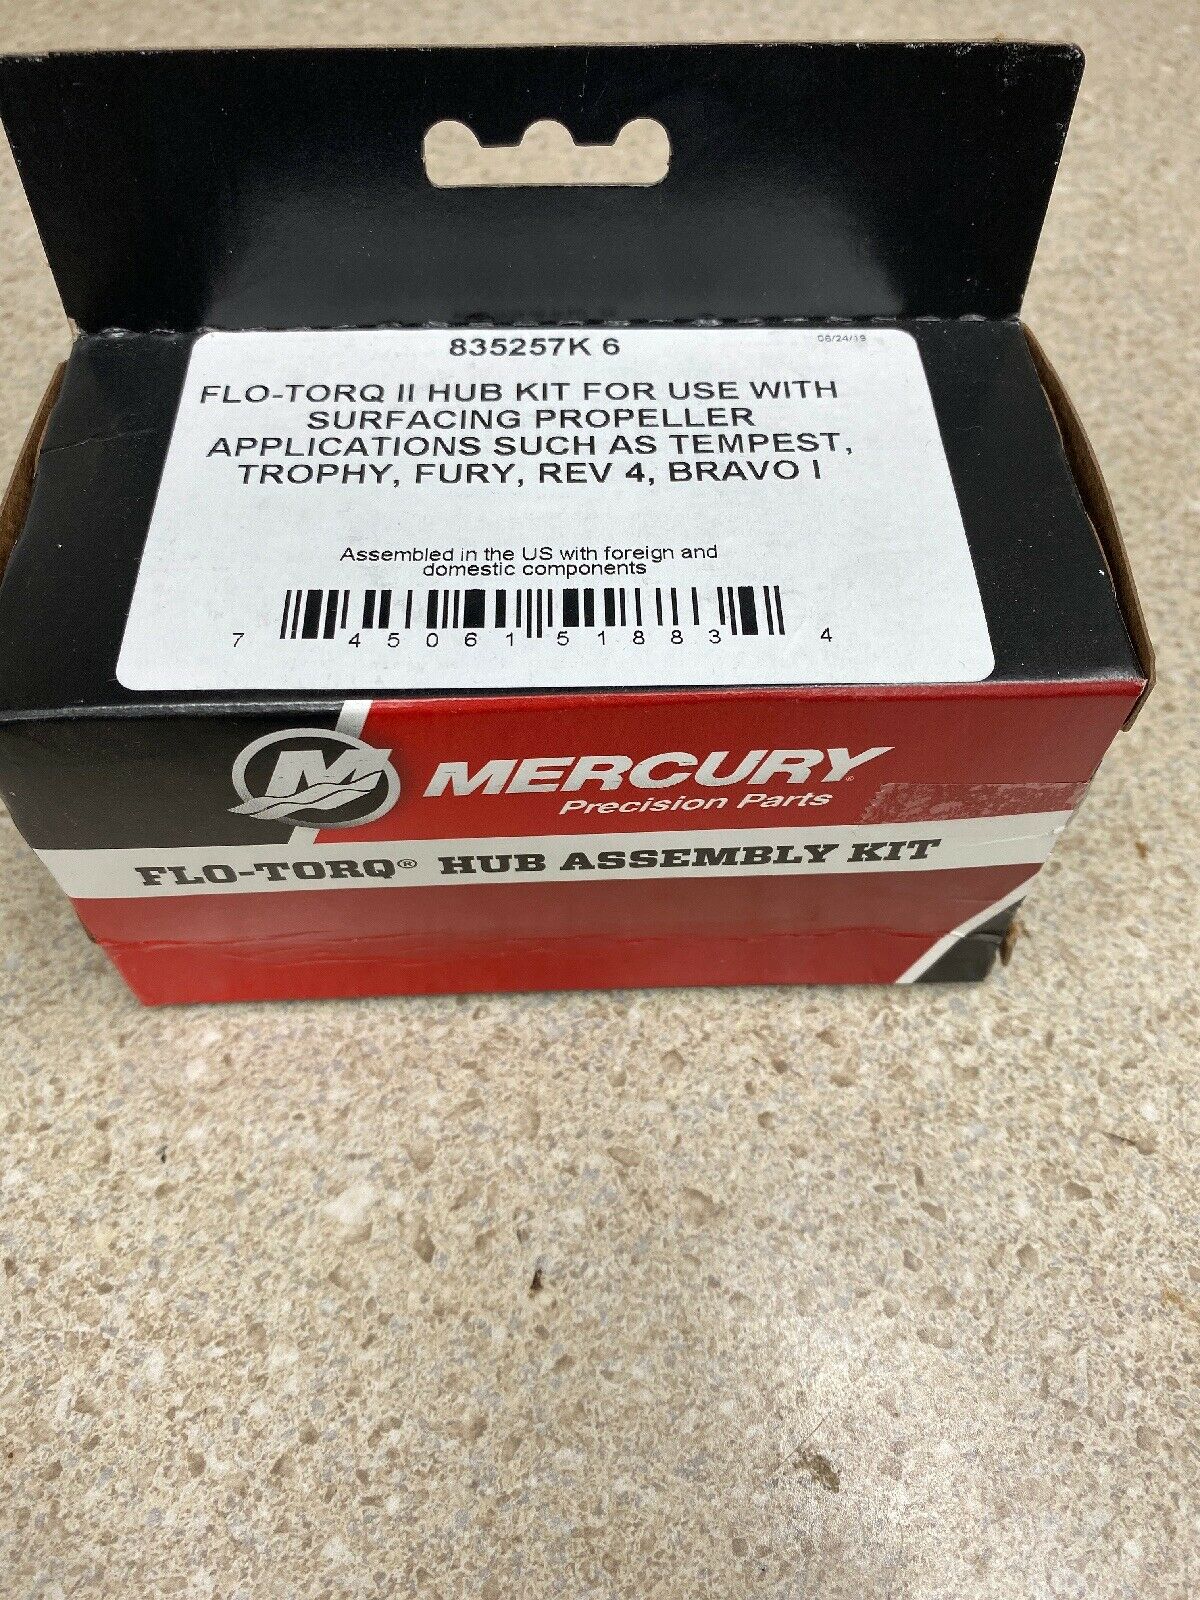 835257K 6
06/24/19
FLO-TORQ II HUB KIT FOR USE WITH
SURFACING PROPELLER
APPLICATIONS SUCH AS TEMPEST,
TROPHY, FURY, REV 4, BRAVO I
Assembled in the US with foreign and
domestic components
7 45061 51883 4
M MERCURY
Precision Parts
FLO-TORQ® HUB ASSEMBLY KIT